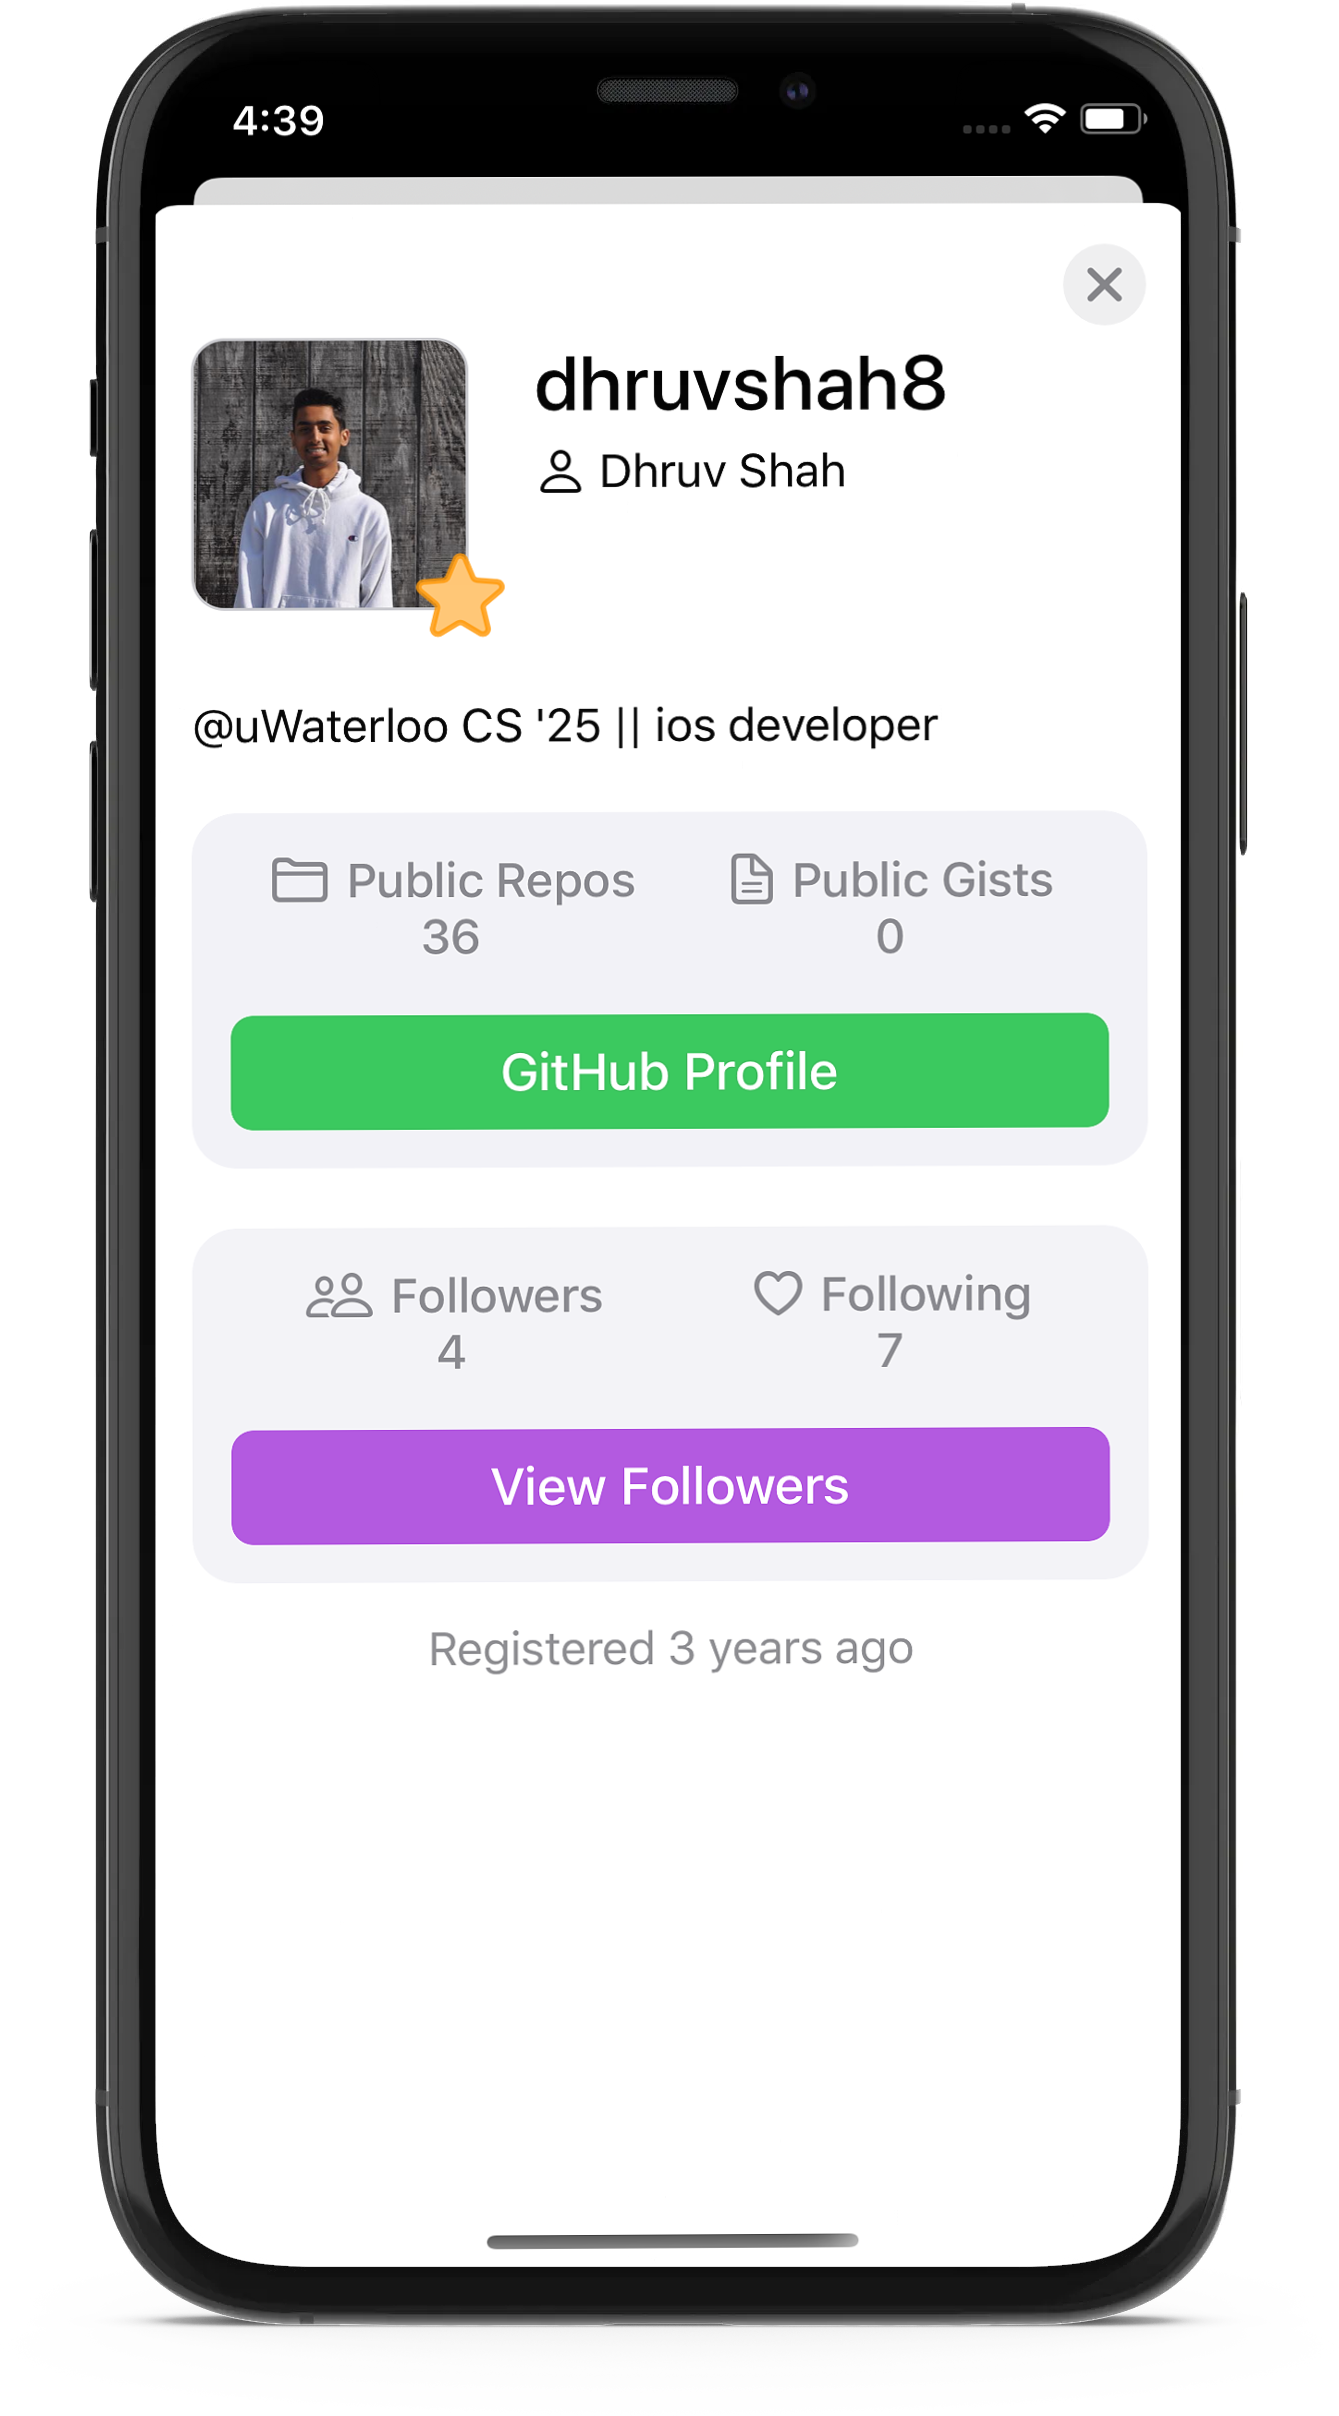 4:39
dhruvshah8
Dhruv Shah
@uWaterloo CS '25 || ios developer
Public Repos
36
Public Gists
0
GitHub Profile
Followers
4
Following
7
View Followers
Registered 3 years ago